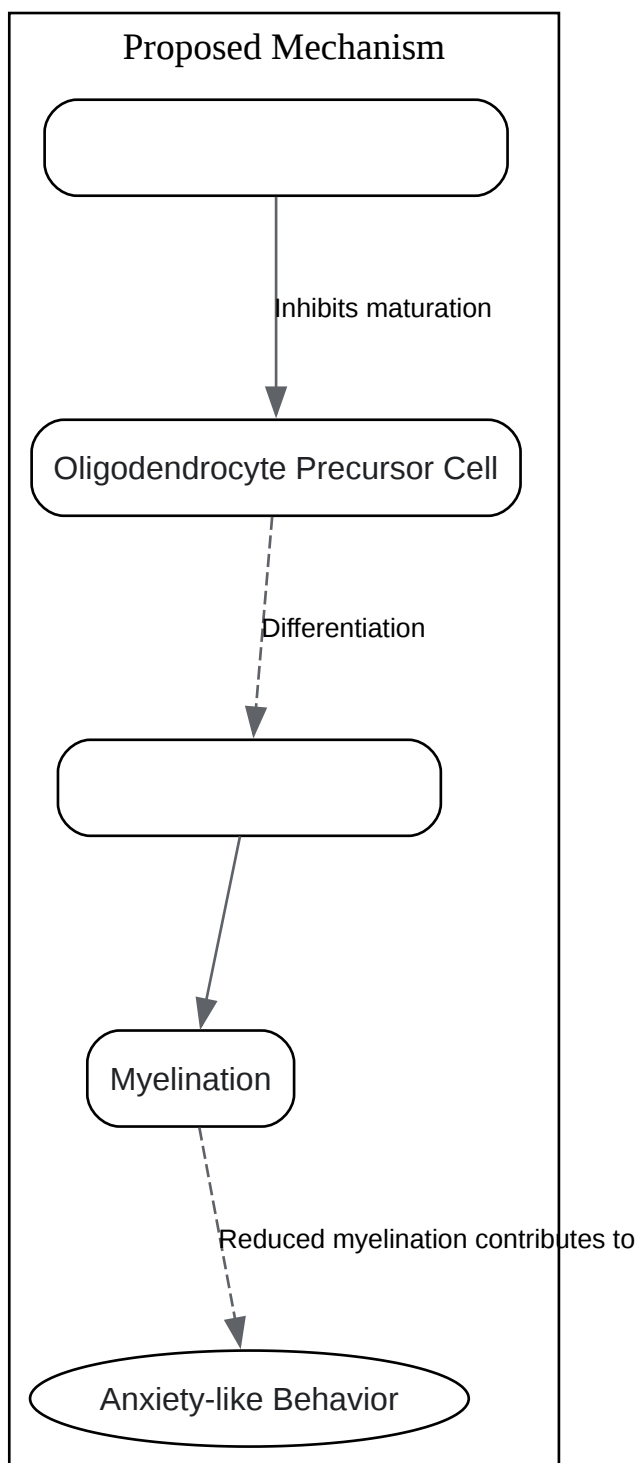 Proposed Mechanism
Inhibits maturation
Oligodendrocyte Precursor Cell
Differentiation
Myelination
Reduced myelination contributes to
Anxiety-like Behavior